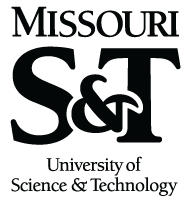 MISSOURI
S&T
University of
Science & Technology